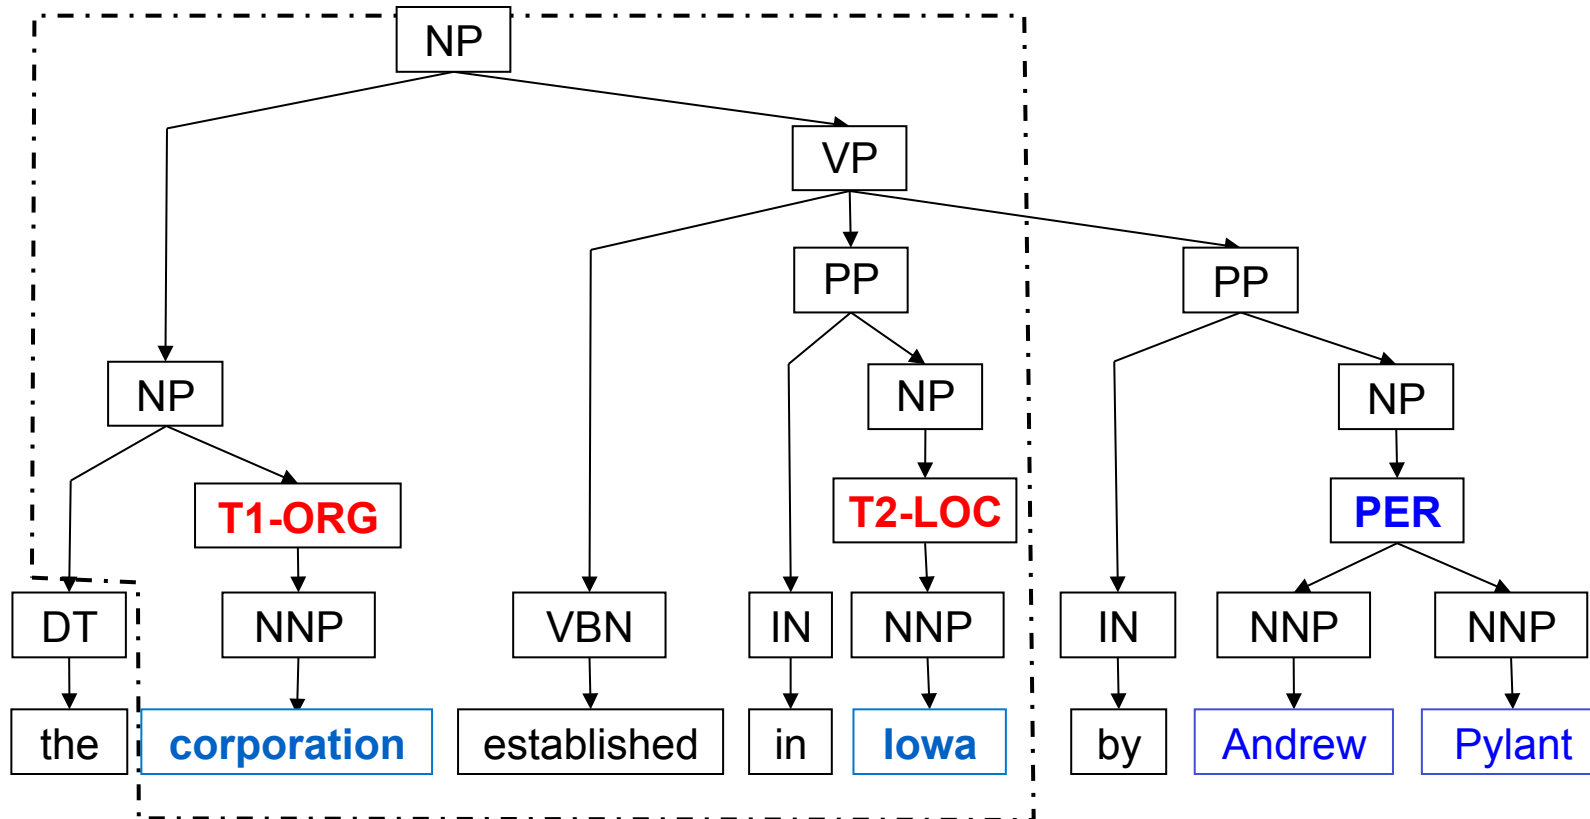 NP
VP
PP PP
NP NP NP
T1-ORG T2-LOC PER
DT NNP VBN IN NNP IN NNP NNP
the corporation established in Iowa by Andrew Pylant